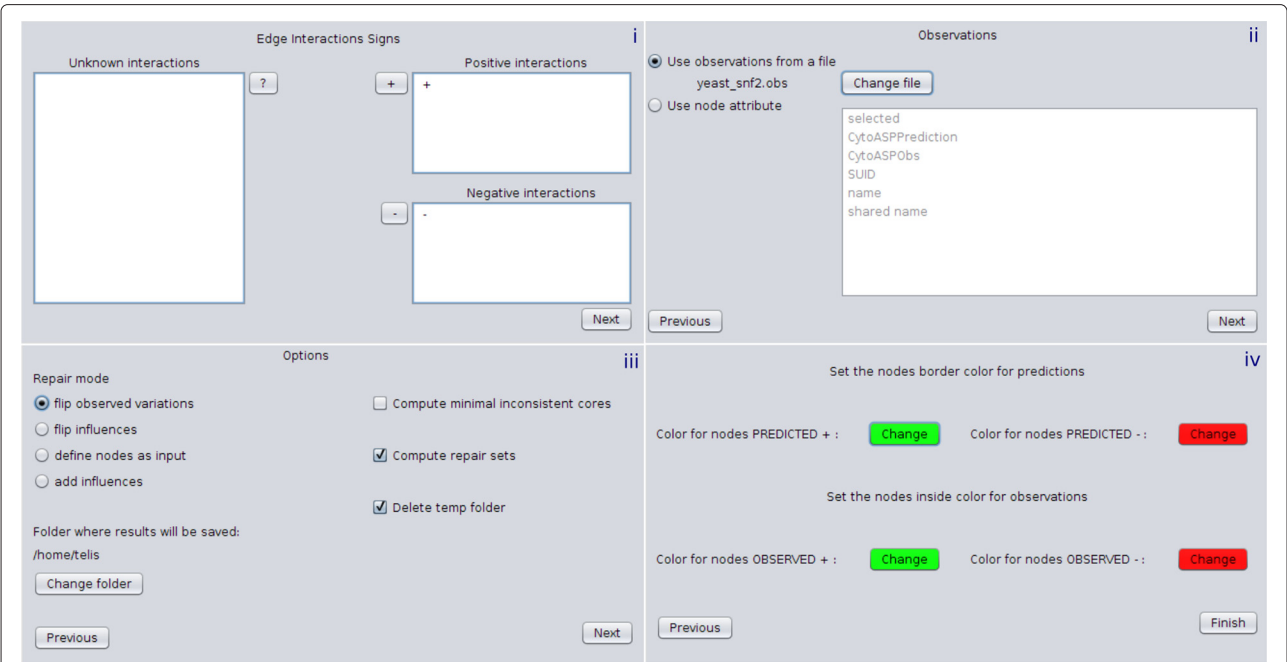 Edge Interactions Signs
i
Unknown interactions
?
Positive interactions
+
+
Negative interactions
-
-
Next
Observations
ii
Use observations from a file
yeast_snf2.obs
Change file
Use node attribute
selected
CytoASPPrediction
CytoASPObs
SUID
name
shared name
Previous
Next
Options
iii
Repair mode
flip observed variations
flip influences
define nodes as input
add influences
Compute minimal inconsistent cores
Compute repair sets
Delete temp folder
Folder where results will be saved:
/home/telis
Change folder
Previous
Next
iv
Set the nodes border color for predictions
Color for nodes PREDICTED + :
Change
Color for nodes PREDICTED - :
Change
Set the nodes inside color for observations
Color for nodes OBSERVED + :
Change
Color for nodes OBSERVED - :
Change
Previous
Finish